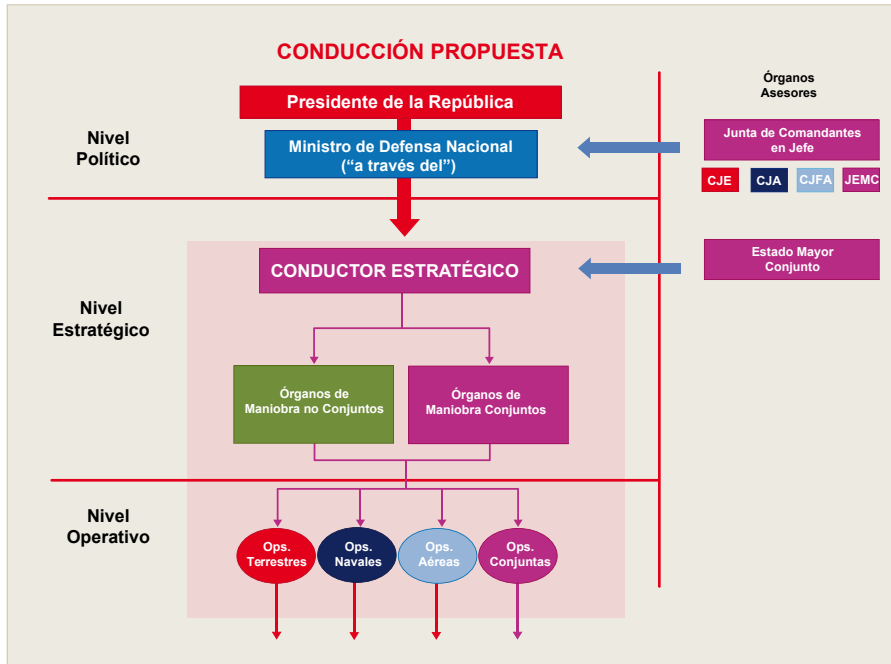 CONDUCCIÓN PROPUESTA
Órganos
Asesores
Presidente de la República
Nivel
Político
Ministro de Defensa Nacional
(“a través del”)
Junta de Comandantes
en Jefe
CJE
CJA
CJFA
JEMC
Nivel
Estratégico
CONDUCTOR ESTRATÉGICO
Estado Mayor
Conjunto
Órganos de
Maniobra no Conjuntos
Órganos de
Maniobra Conjuntos
Nivel
Operativo
Ops.
Terrestres
Ops.
Navales
Ops.
Aéreas
Ops.
Conjuntas